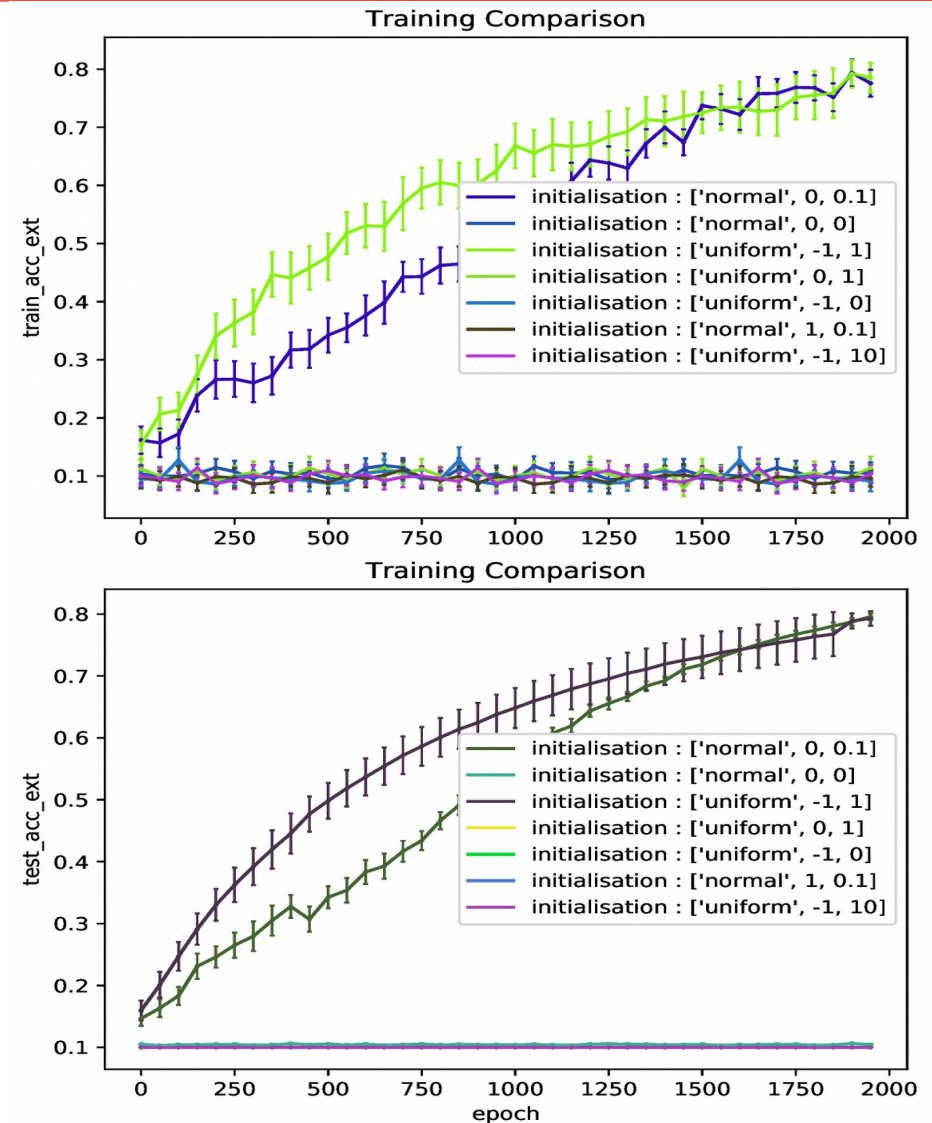 Training Comparison
train_acc_ext
0.8
0.7
0.6
0.5
0.4
0.3
0.2
0.1
initialisation : ['normal', 0, 0.1]
initialisation : ['normal', 0, 0]
initialisation : ['uniform', -1, 1]
initialisation : ['uniform', 0, 1]
initialisation : ['uniform', -1, 0]
initialisation : ['normal', 1, 0.1]
initialisation : ['uniform', -1, 10]
0 250 500 750 1000 1250 1500 1750 2000
Training Comparison
test_acc_ext
0.8
0.7
0.6
0.5
0.4
0.3
0.2
0.1
initialisation : ['normal', 0, 0.1]
initialisation : ['normal', 0, 0]
initialisation : ['uniform', -1, 1]
initialisation : ['uniform', 0, 1]
initialisation : ['uniform', -1, 0]
initialisation : ['normal', 1, 0.1]
initialisation : ['uniform', -1, 10]
0 250 500 750 1000 1250 1500 1750 2000
epoch